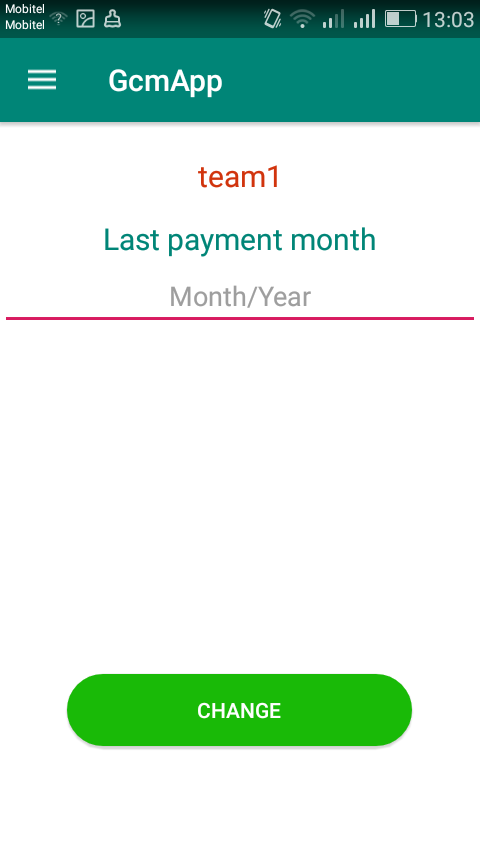 Mobitel
Mobitel
13:03
GcmApp
team1
Last payment month
Month/Year
CHANGE